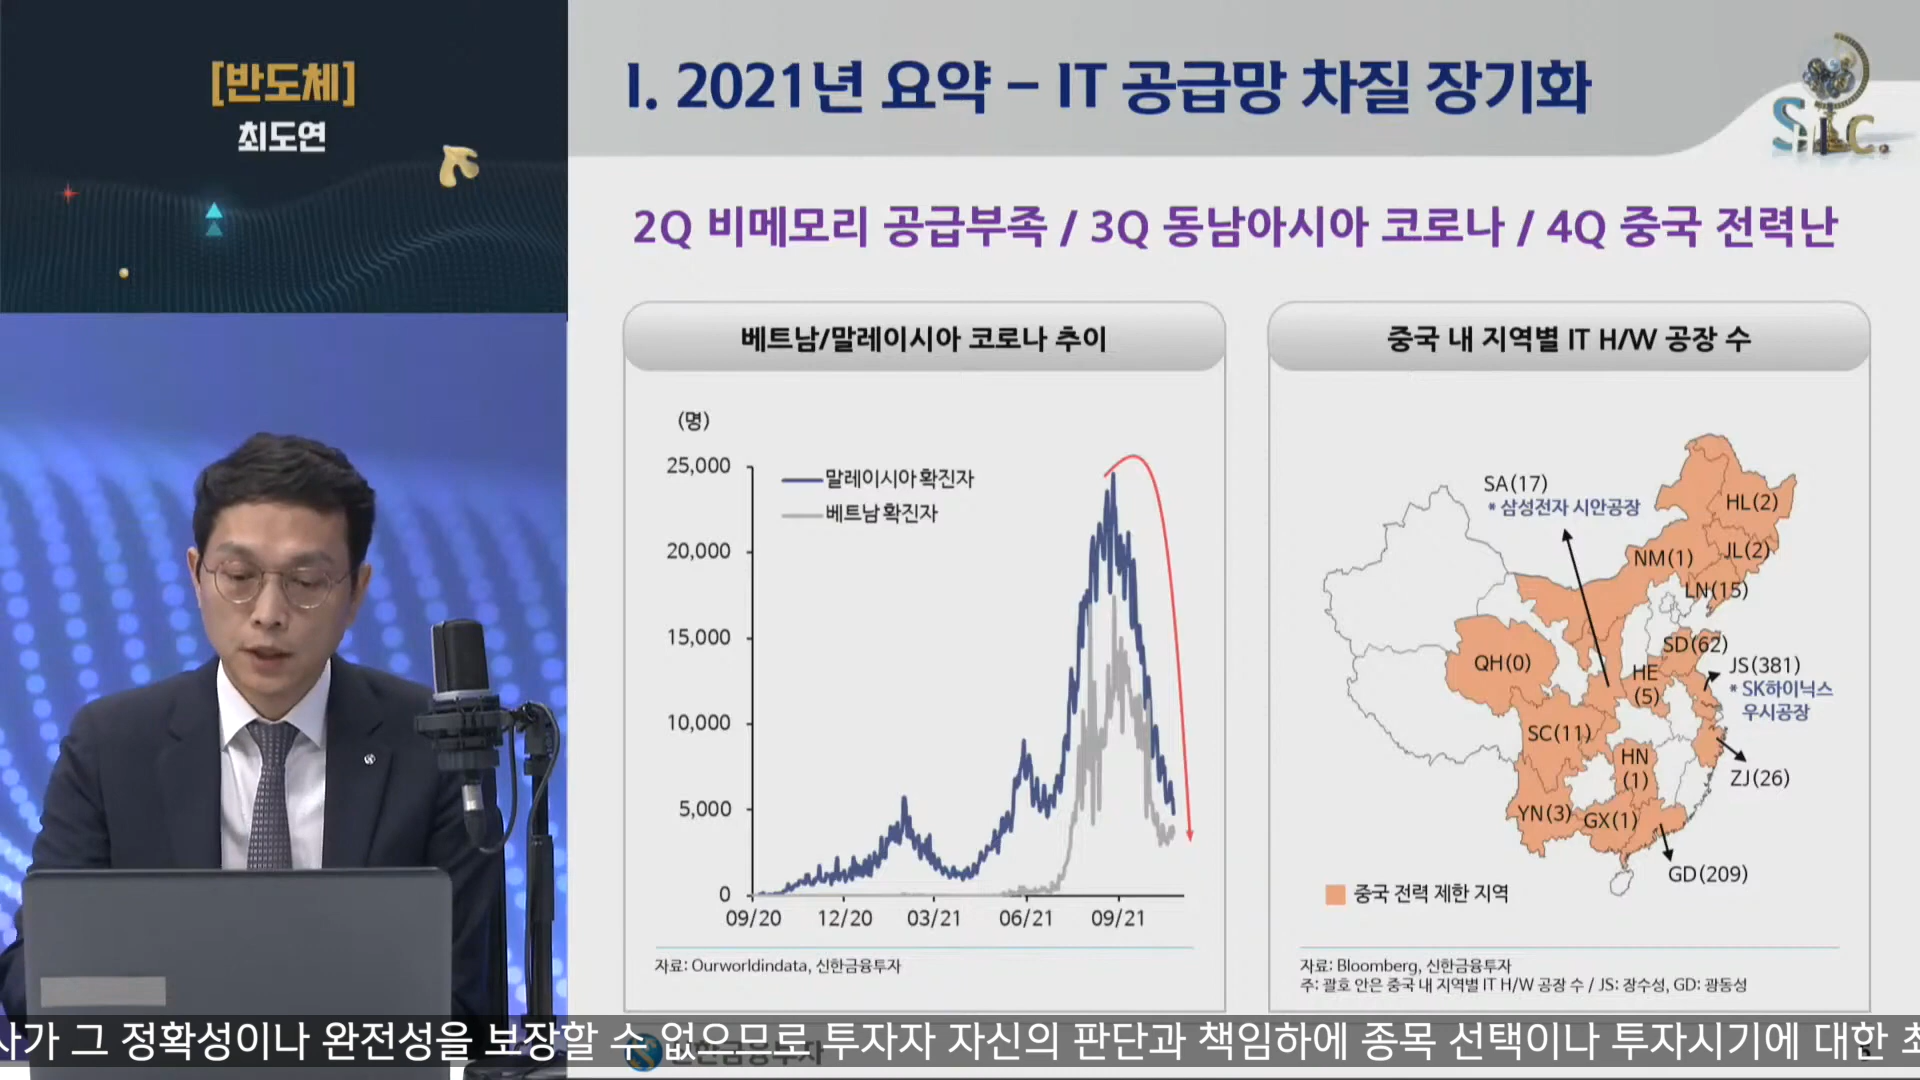 [반도체]
최도연
I. 2021년 요약 – IT 공급망 차질 장기화
SHLC.
2Q 비메모리 공급부족 / 3Q 동남아시아 코로나 / 4Q 중국 전력난
베트남/말레이시아 코로나 추이
(명)
25,000
20,000
15,000
10,000
5,000
0
말레이시아 확진자
베트남 확진자
09/20 12/20 03/21 06/21 09/21
자료: Ourworldindata, 신한금융투자
중국 내 지역별 IT H/W 공장 수
SA(17)
* 삼성전자 시안공장
HL(2)
NM(1)
JL(2)
LN(15)
SD(62)
QH(0)
HE
(5)
JS(381)
* SK하이닉스
우시공장
SC(11)
HN
(1)
ZJ(26)
YN(3)
GX(1)
GD(209)
중국 전력 제한 지역
자료: Bloomberg, 신한금융투자
주: 괄호 안은 중국 내 지역별 IT H/W 공장 수 / JS: 장수성, GD: 광동성
사가 그 정확성이나 완전성을 보장할 수 없으므로 투자자 자신의 판단과 책임하에 종목 선택이나 투자시기에 대한